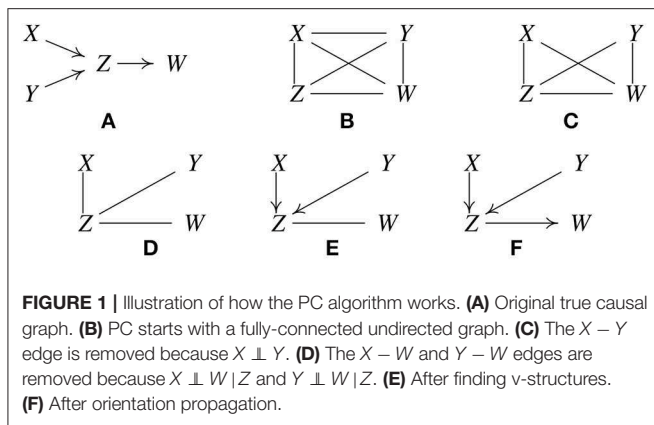 X
Z
W
Y
A
X
Y
Z
W
B
X
Y
Z
W
C
X
Y
Z
W
D
X
Y
Z
W
E
X
Y
Z
W
F
FIGURE 1 | Illustration of how the PC algorithm works. (A) Original true causal
graph. (B) PC starts with a fully-connected undirected graph. (C) The X − Y
edge is removed because X ⫫ Y. (D) The X − W and Y − W edges are
removed because X ⫫ W | Z and Y ⫫ W | Z. (E) After finding v-structures.
(F) After orientation propagation.